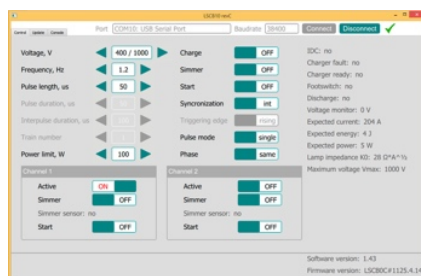 LSCB10 revC
Control Update Console
Port COM10: USB Serial Port Baudrate 38400 Connect Disconnect
Voltage, V 400 / 1000
Frequency, Hz 1.2
Pulse length, us 50
Pulse duration, us
Interpulse duration, us
Train number
Power limit, W 100
Charge OFF
Simmer OFF
Start OFF
Syncronization int
Triggering edge rising
Pulse mode single
Phase same
IDC: no
Charger fault: no
Charger ready: no
Footswitch: no
Discharge: no
Voltage monitor: 0 V
Expected current: 204 A
Expected energy: 4 J
Expected power: 5 W
Lamp impedance K0: 28 Ω*A^½
Maximum voltage Vmax: 1000 V
Channel 1
Active ON
Simmer OFF
Simmer sensor: no
Start OFF
Channel 2
Active OFF
Simmer OFF
Simmer sensor: no
Start OFF
Software version: 1.43
Firmware version: LSCB0C#1125.4.14